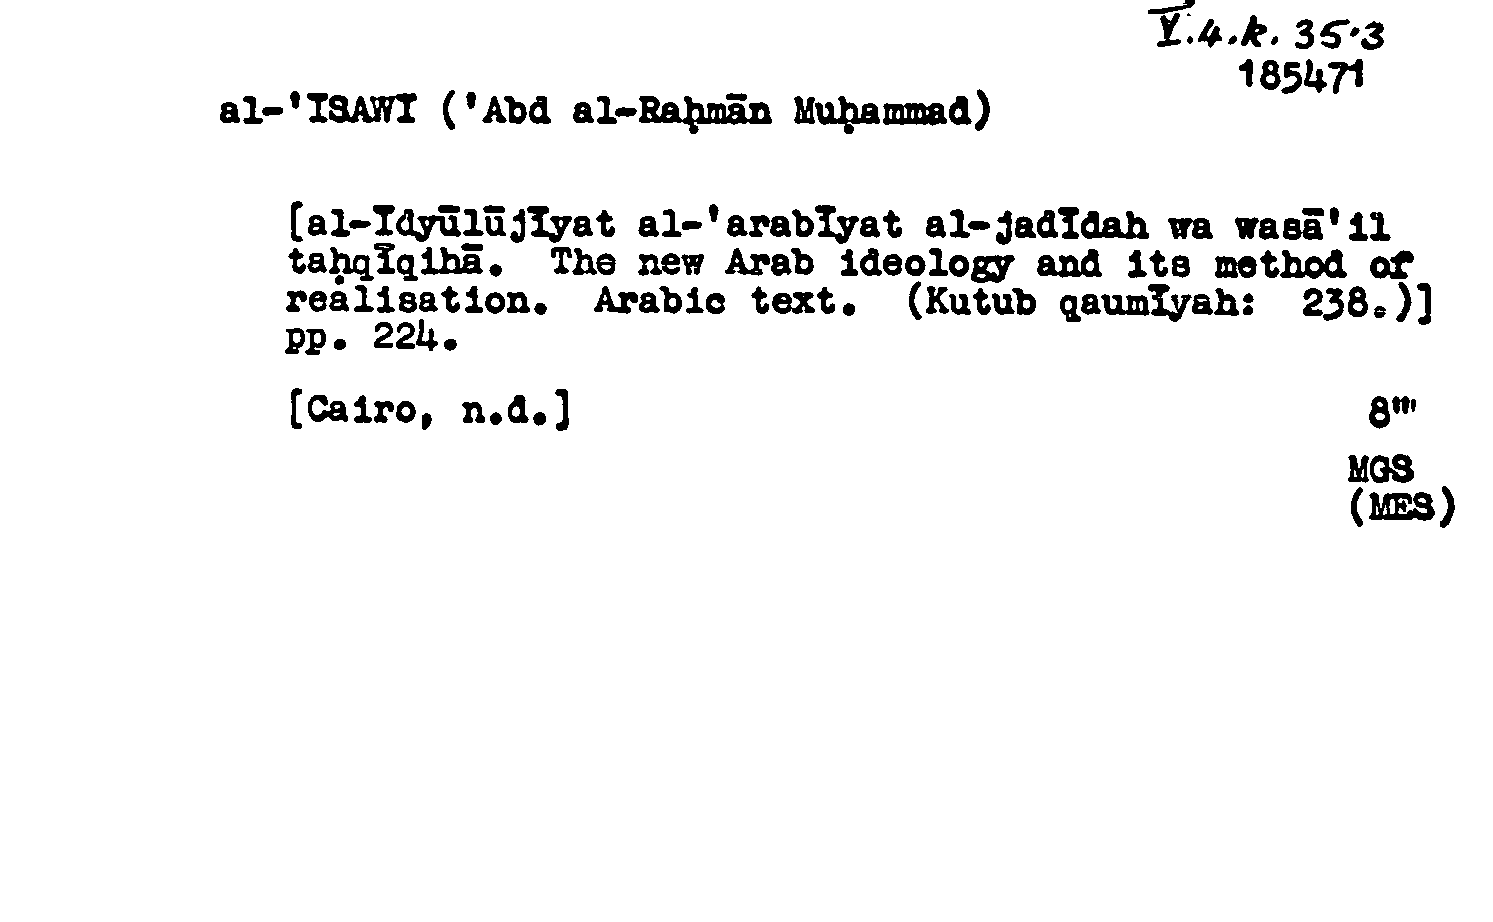 Y.4.k. 35.3
185471
al-'ISAWI ('Abd al-Raḥmān Muḥammad)
[al-Īdyūlūjīyat al-'arabīyat al-jadīdah wa wasā'il
taḥqīqihā. The new Arab ideology and its method of
realisation. Arabic text. (Kutub qaumīyah: 238.)]
pp. 224.
[Cairo, n.d.] 8"'
MGS
(MES)